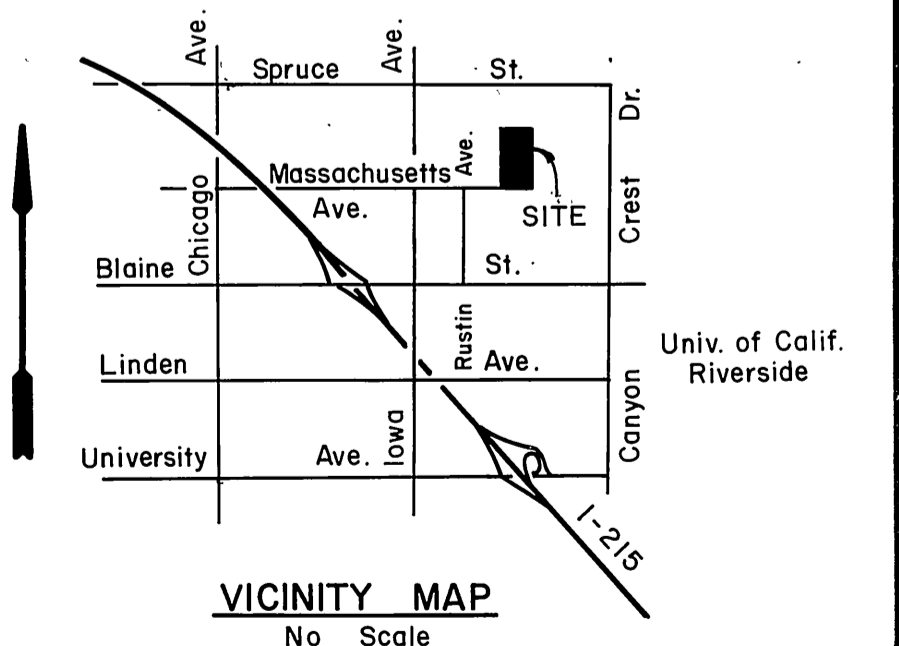 Spruce St.
Chicago Ave.
Iowa Ave.
Canyon Crest Dr.
Massachusetts Ave.
Rustin Ave.
SITE
Blaine St.
Linden Ave.
Univ. of Calif.
Riverside
University Ave.
I-215
VICINITY MAP
No Scale